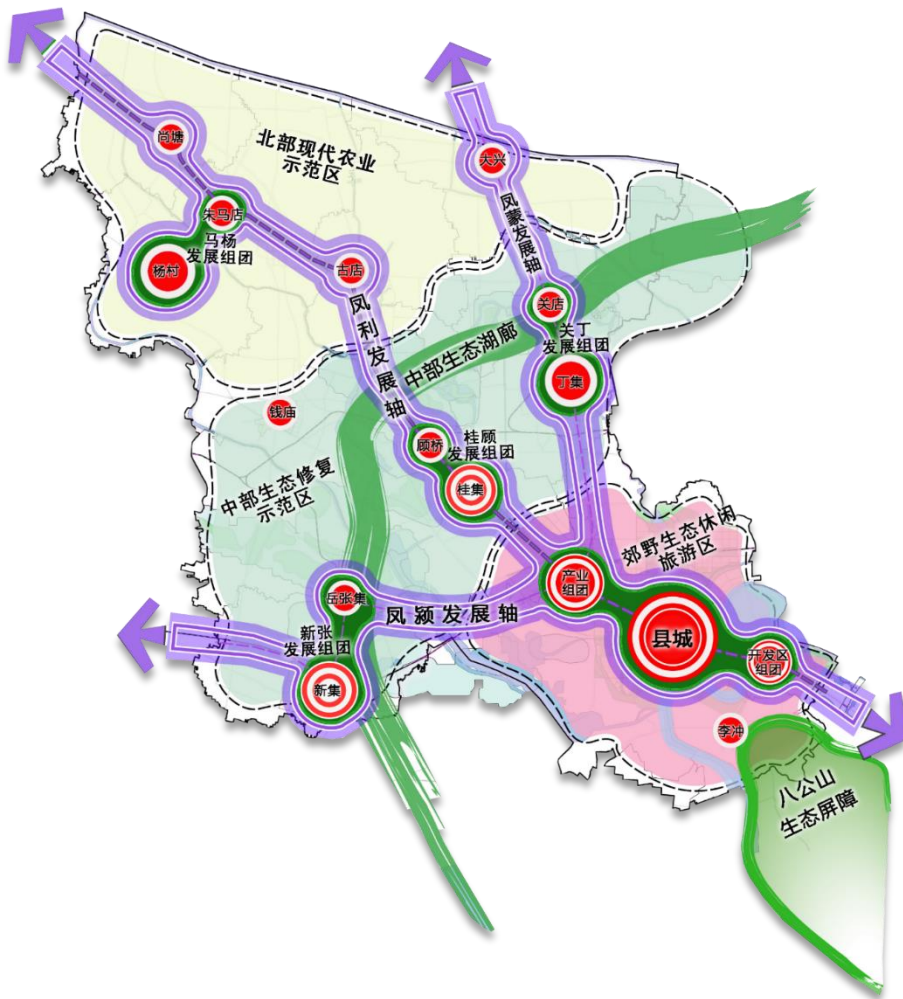 尚塘
北部现代农业
示范区
大兴
朱马店
马杨
发展组团
杨村
古店
凤蒙发展轴
关店
关丁
发展组团
丁集
凤利发展轴
中部生态湖廊
钱庙
顾桥
桂顾
发展组团
桂集
中部生态修复
示范区
郊野生态休闲
旅游区
产业
组团
岳张集
凤颍发展轴
新张
发展组团
新集
县城
开发区
组团
李冲
八公山
生态屏障